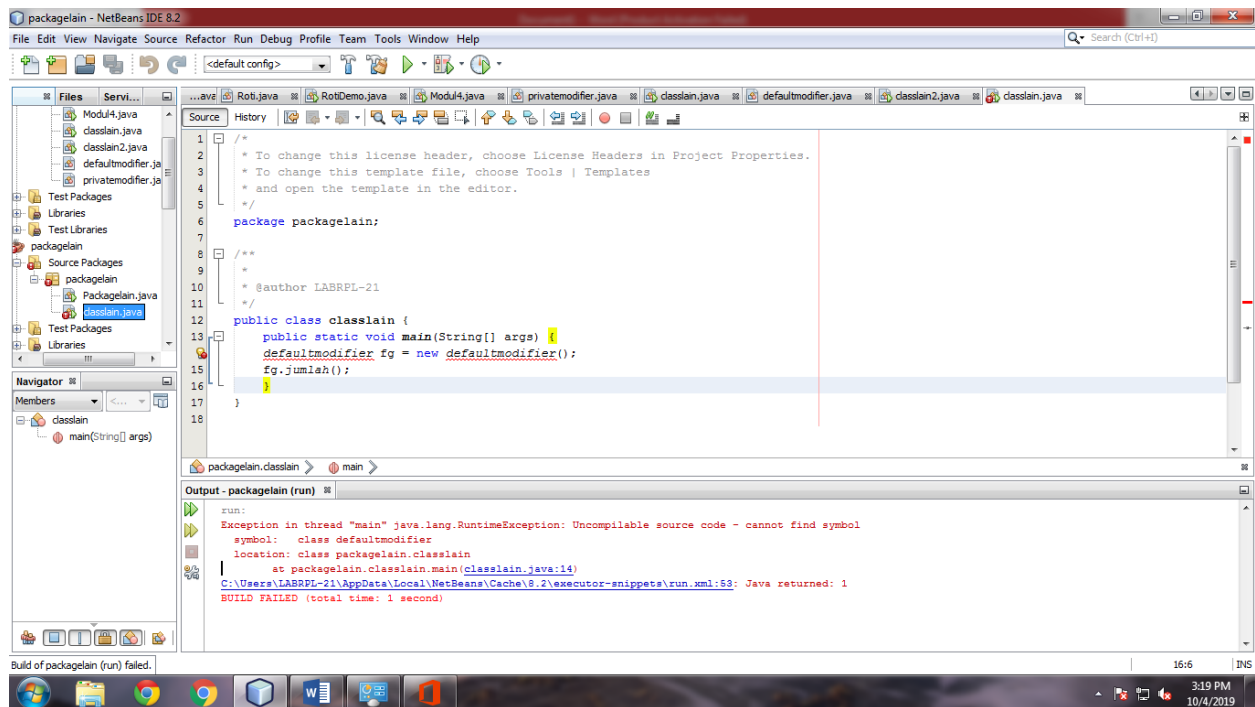 packagelain - NetBeans IDE 8.2
File Edit View Navigate Source Refactor Run Debug Profile Team Tools Window Help
Search (Ctrl+I)
<default config>
Files Servi...
...ava Roti.java RotiDemo.java Modul4.java privatemodifier.java classlain.java defaultmodifier.java classlain2.java classlain.java
Source History
Modul4.java
classlain.java
classlain2.java
defaultmodifier.ja
privatemodifier.ja
Test Packages
Libraries
Test Libraries
packagelain
Source Packages
packagelain
Packagelain.java
classlain.java
Test Packages
Libraries
1 /*
2 * To change this license header, choose License Headers in Project Properties.
3 * To change this template file, choose Tools | Templates
4 * and open the template in the editor.
5 */
6 package packagelain;
7
8 /**
9 *
10 * @author LABRPL-21
11 */
12 public class classlain {
13 public static void main(String[] args) {
defaultmodifier fg = new defaultmodifier();
15 fg.jumlah();
16 }
17 }
18
Navigator
Members <...
classlain
main(String[] args)
packagelain.classlain main
Output - packagelain (run)
run:
Exception in thread "main" java.lang.RuntimeException: Uncompilable source code - cannot find symbol
symbol: class defaultmodifier
location: class packagelain.classlain
at packagelain.classlain.main(classlain.java:14)
C:\Users\LABRPL-21\AppData\Local\NetBeans\Cache\8.2\executor-snippets\run.xml:53: Java returned: 1
BUILD FAILED (total time: 1 second)
Build of packagelain (run) failed.
16:6 INS
3:19 PM
10/4/2019